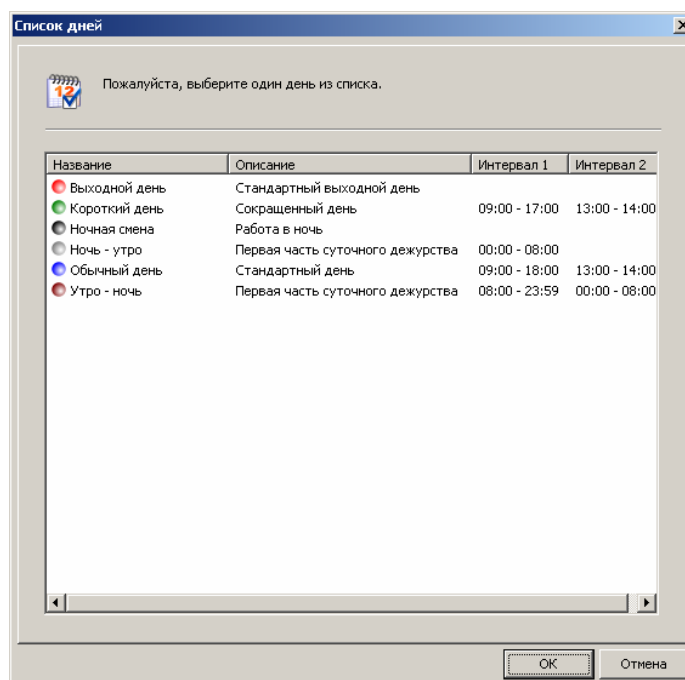 Список дней
12
Пожалуйста, выберите один день из списка.
Название Описание Интервал 1 Интервал 2
Выходной день Стандартный выходной день
Короткий день Сокращенный день 09:00 - 17:00 13:00 - 14:00
Ночная смена Работа в ночь
Ночь - утро Первая часть суточного дежурства 00:00 - 08:00
Обычный день Стандартный день 09:00 - 18:00 13:00 - 14:00
Утро - ночь Первая часть суточного дежурства 08:00 - 23:59 00:00 - 08:00
OK Отмена